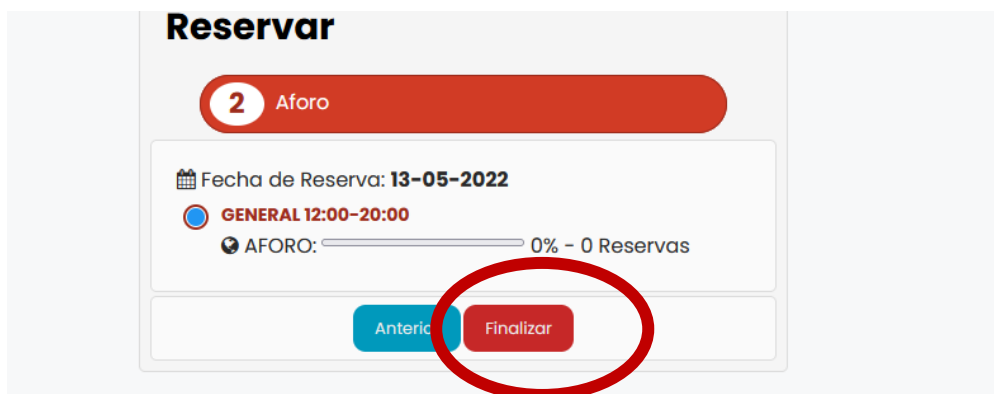 Reservar
2 Aforo
Fecha de Reserva: 13-05-2022
GENERAL 12:00-20:00
AFORO: 0% - 0 Reservas
Anterio Finalizar